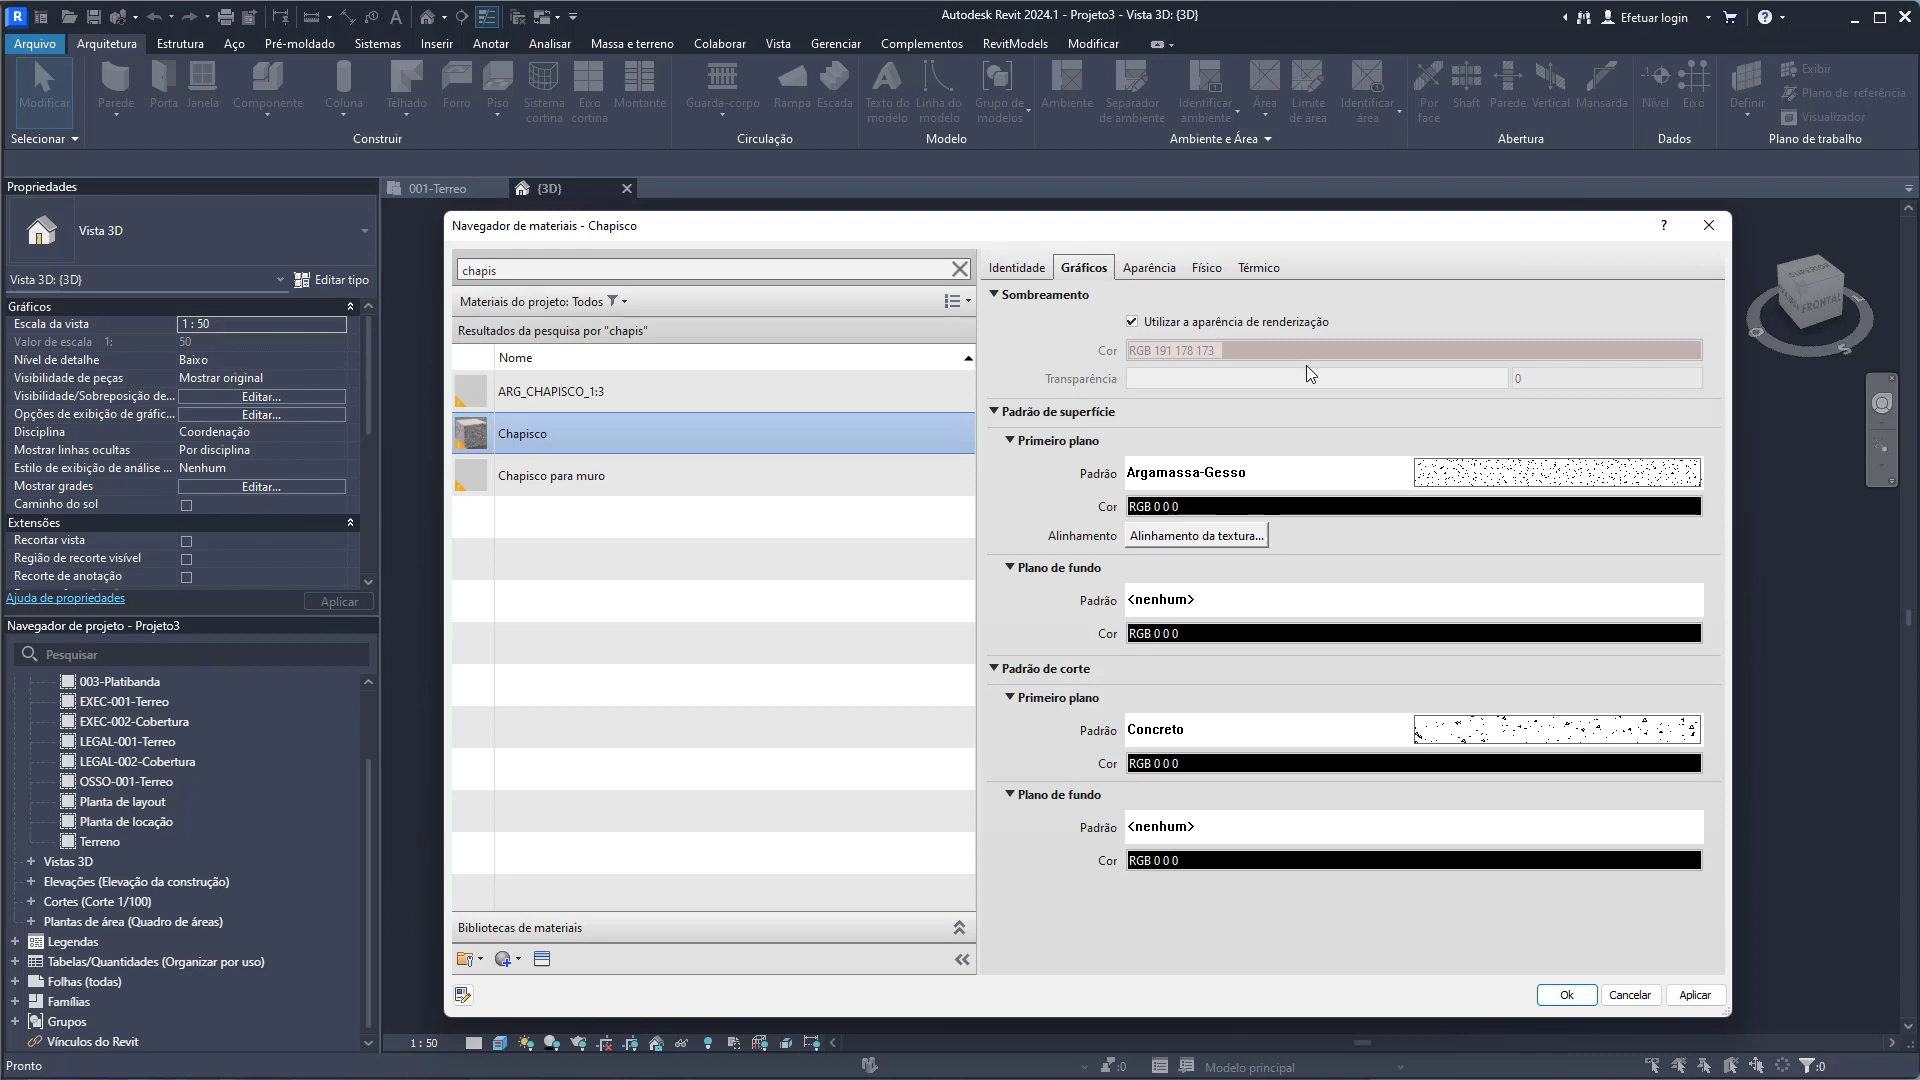 R
Autodesk Revit 2024.1 - Projeto3 - Vista 3D: {3D}
Efetuar login
Arquivo Arquitetura Estrutura Aço Pré-moldado Sistemas Inserir Anotar Analisar Massa e terreno Colaborar Vista Gerenciar Complementos RevitModels Modificar
Modificar
Parede Porta Janela Componente Coluna Telhado Forro Piso Sistema cortina Eixo cortina Montante
Guarda-corpo Rampa Escada
Texto do modelo Linha do modelo Grupo de modelos
Ambiente Separador de ambiente Identificar ambiente Área Limite de área Identificar área
Por face Shaft Parede Vertical Mansarda
Nível Eixo
Definir Exibir
Plano de referência
Visualizador
Selecionar Construir Circulação Modelo Ambiente e Área Abertura Dados Plano de trabalho
Propriedades
001-Terreo {3D}
Vista 3D
Vista 3D: {3D} Editar tipo
Gráficos
Escala da vista 1 : 50
Valor de escala 1: 50
Nível de detalhe Baixo
Visibilidade de peças Mostrar original
Visibilidade/Sobreposição de... Editar...
Opções de exibição de gráfic... Editar...
Disciplina Coordenação
Mostrar linhas ocultas Por disciplina
Estilo de exibição de análise ... Nenhum
Mostrar grades Editar...
Caminho do sol
Extensões
Recortar vista
Região de recorte visível
Recorte de anotação
Ajuda de propriedades Aplicar
Navegador de projeto - Projeto3
Pesquisar
003-Platibanda
EXEC-001-Terreo
EXEC-002-Cobertura
LEGAL-001-Terreo
LEGAL-002-Cobertura
OSSO-001-Terreo
Planta de layout
Planta de locação
Terreno
Vistas 3D
Elevações (Elevação da construção)
Cortes (Corte 1/100)
Plantas de área (Quadro de áreas)
Legendas
Tabelas/Quantidades (Organizar por uso)
Folhas (todas)
Famílias
Grupos
Vínculos do Revit
Navegador de materiais - Chapisco
?
chapis
Materiais do projeto: Todos
Resultados da pesquisa por "chapis"
Nome
ARG_CHAPISCO_1:3
Chapisco
Chapisco para muro
Bibliotecas de materiais
Identidade Gráficos Aparência Físico Térmico
Sombreamento
Utilizar a aparência de renderização
Cor RGB 191 178 173
Transparência 0
Padrão de superfície
Primeiro plano
Padrão Argamassa-Gesso
Cor RGB 0 0 0
Alinhamento Alinhamento da textura...
Plano de fundo
Padrão <nenhum>
Cor RGB 0 0 0
Padrão de corte
Primeiro plano
Padrão Concreto
Cor RGB 0 0 0
Plano de fundo
Padrão <nenhum>
Cor RGB 0 0 0
Ok Cancelar Aplicar
SUPERIOR
FRONTAL
1 : 50
Pronto
:0
Modelo principal
:0